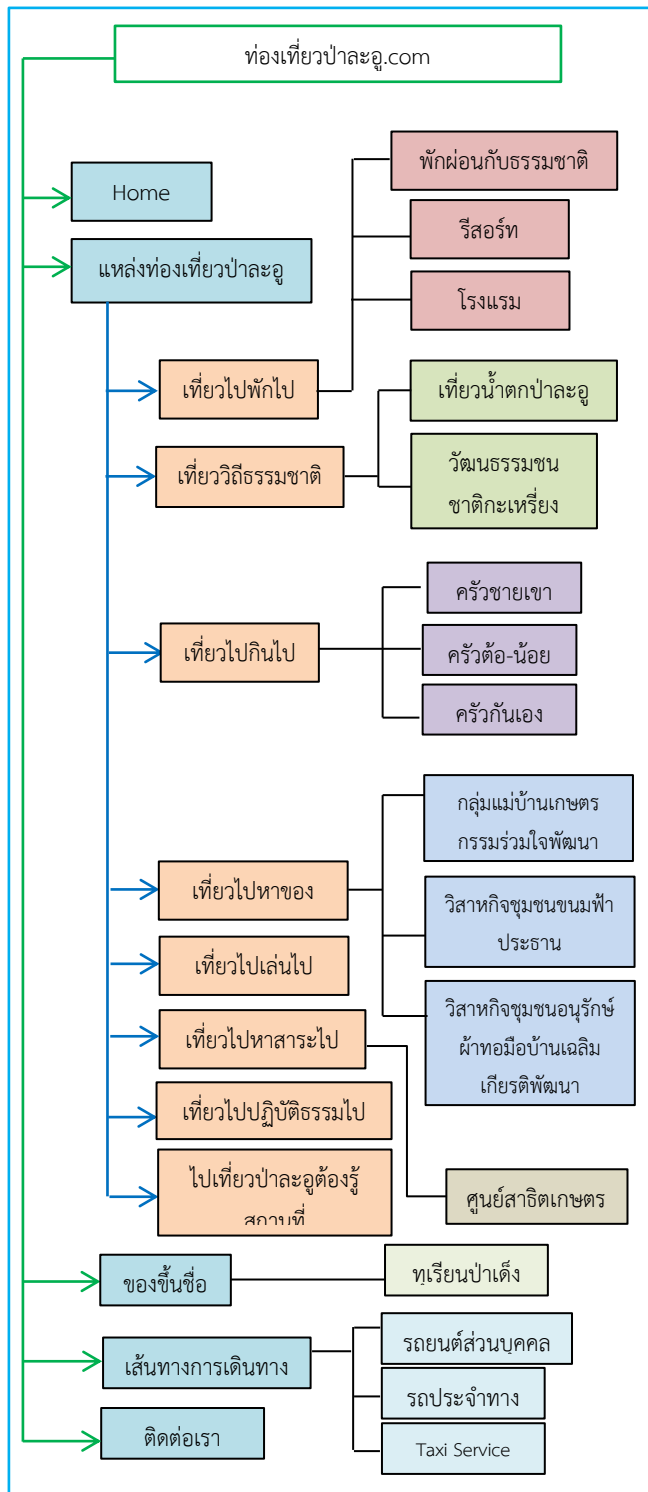 ท่องเที่ยวป่าละอู.com
Home
แหล่งท่องเที่ยวป่าละอู
พักผ่อนกับธรรมชาติ
รีสอร์ท
โรงแรม
เที่ยวไปพักไป
เที่ยววิถีธรรมชาติ
เที่ยวน้ำตกป่าละอู
วัฒนธรรมชน
ชาติกะเหรี่ยง
เที่ยวไปกินไป
ครัวชายเขา
ครัวต้อ-น้อย
ครัวกันเอง
เที่ยวไปหาของ
กลุ่มแม่บ้านเกษตร
กรรมร่วมใจพัฒนา
วิสาหกิจชุมชนขนมฟ้า
ประธาน
วิสาหกิจชุมชนอนุรักษ์
ผ้าทอมือบ้านเฉลิม
เกียรติพัฒนา
เที่ยวไปเล่นไป
เที่ยวไปหาสาระไป
เที่ยวไปปฏิบัติธรรมไป
ไปเที่ยวป่าละอูต้องรู้
สถานที่
ศูนย์สาธิตเกษตร
ของขึ้นชื่อ
ทุเรียนป่าเด็ง
เส้นทางการเดินทาง
รถยนต์ส่วนบุคคล
รถประจำทาง
Taxi Service
ติดต่อเรา